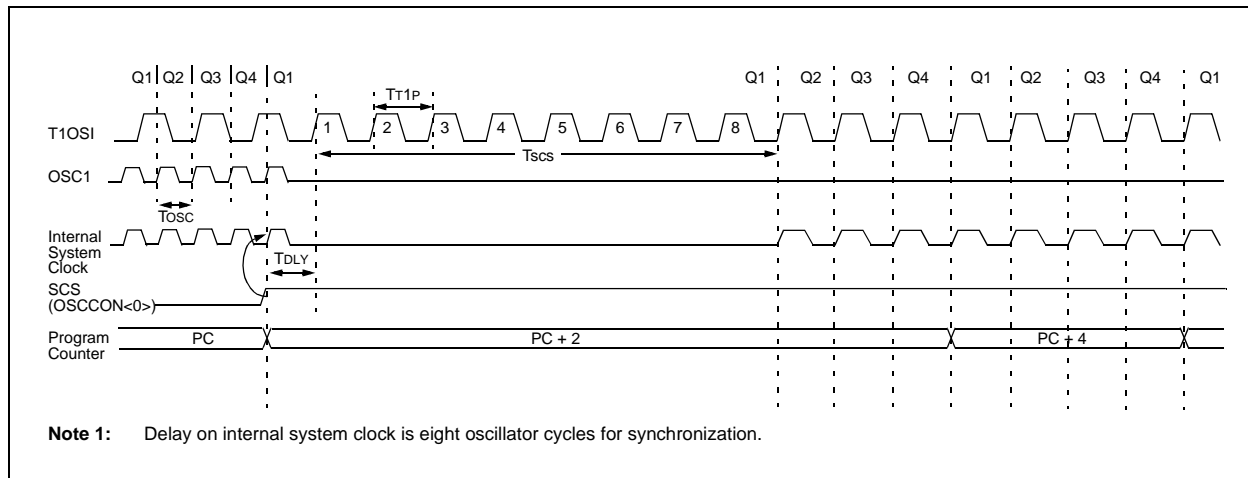 Q1 Q2 Q3 Q4 Q1 Q1 Q2 Q3 Q4 Q1 Q2 Q3 Q4 Q1
TT1P
T1OSI 1 2 3 4 5 6 7 8
TSCS
OSC1
TOSC
Internal
System
Clock
TDLY
SCS
(OSCCON<0>)
Program
Counter
PC PC + 2 PC + 4
Note 1: Delay on internal system clock is eight oscillator cycles for synchronization.